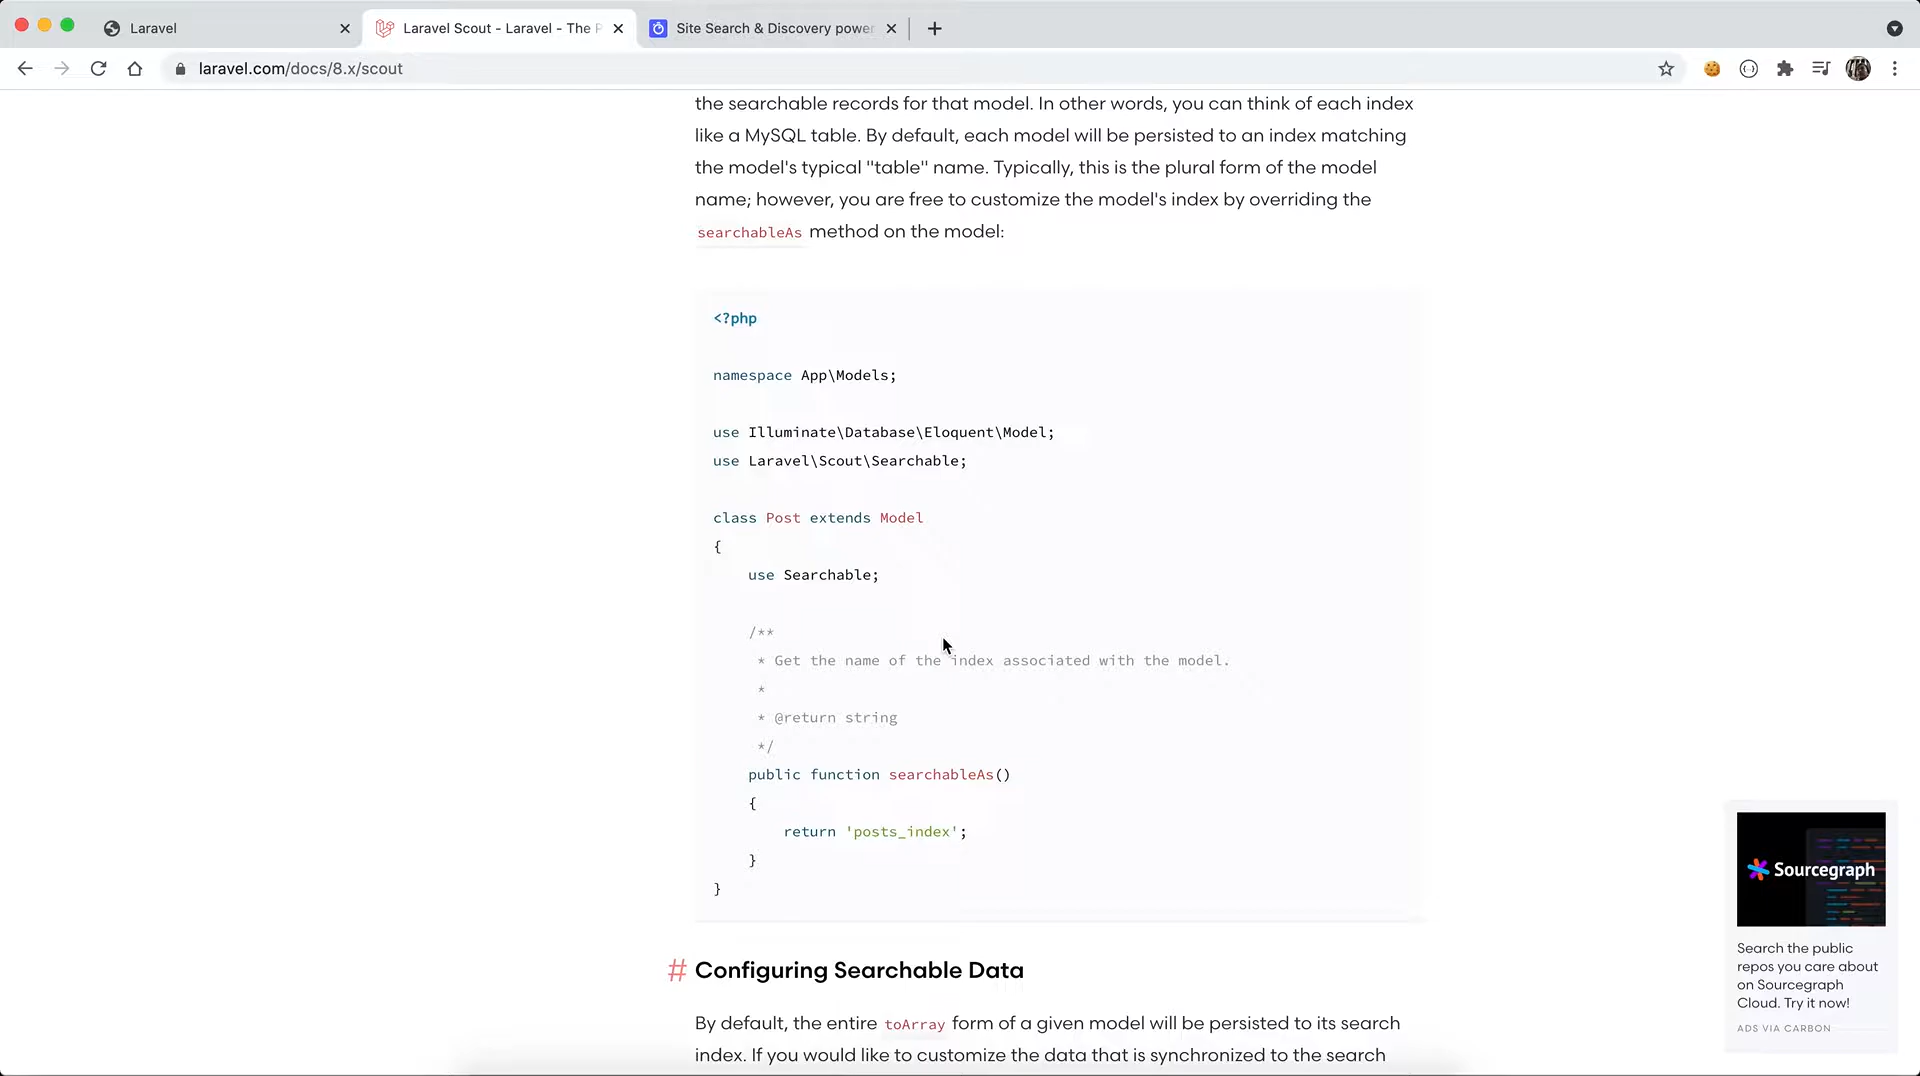 Laravel
Laravel Scout - Laravel - The P
Site Search & Discovery power
laravel.com/docs/8.x/scout
the searchable records for that model. In other words, you can think of each index
like a MySQL table. By default, each model will be persisted to an index matching
the model's typical "table" name. Typically, this is the plural form of the model
name; however, you are free to customize the model's index by overriding the
searchableAs method on the model:
<?php
namespace App\Models;
use Illuminate\Database\Eloquent\Model;
use Laravel\Scout\Searchable;
class Post extends Model
{
use Searchable;
/**
* Get the name of the index associated with the model.
*
* @return string
*/
public function searchableAs()
{
return 'posts_index';
}
}
# Configuring Searchable Data
By default, the entire toArray form of a given model will be persisted to its search
index. If you would like to customize the data that is synchronized to the search
Sourcegraph
Search the public
repos you care about
on Sourcegraph
Cloud. Try it now!
ADS VIA CARBON